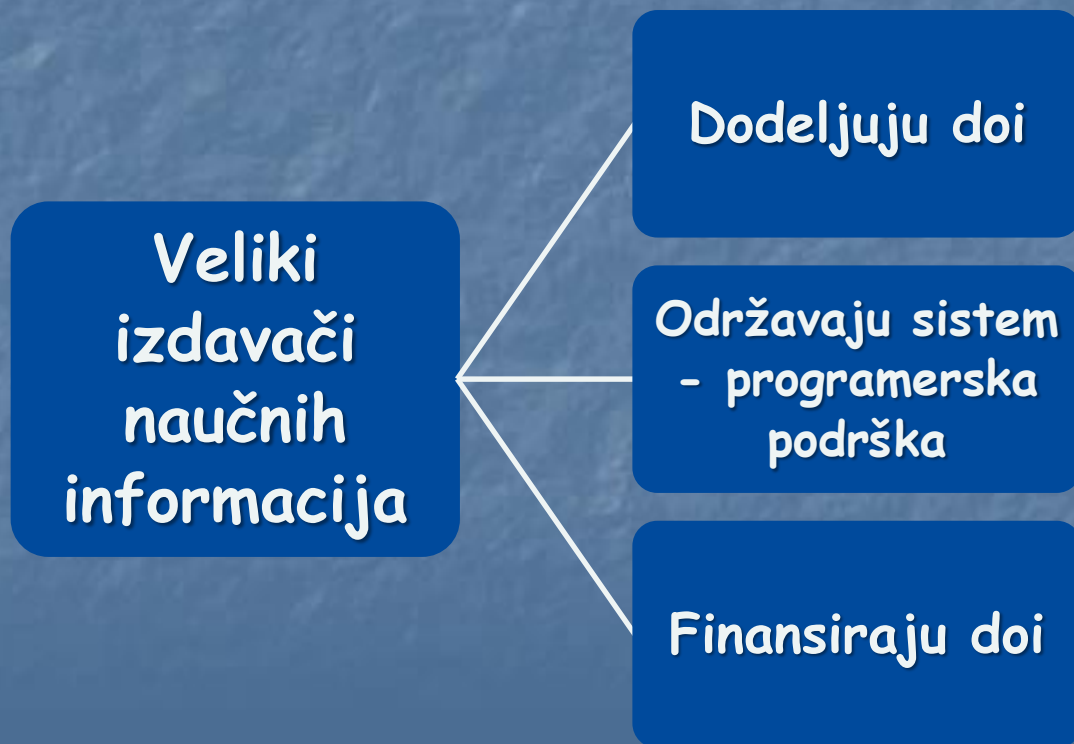 Veliki
izdavači
naučnih
informacija
Dodeljuju doi
Održavaju sistem
- programerska
podrška
Finansiraju doi